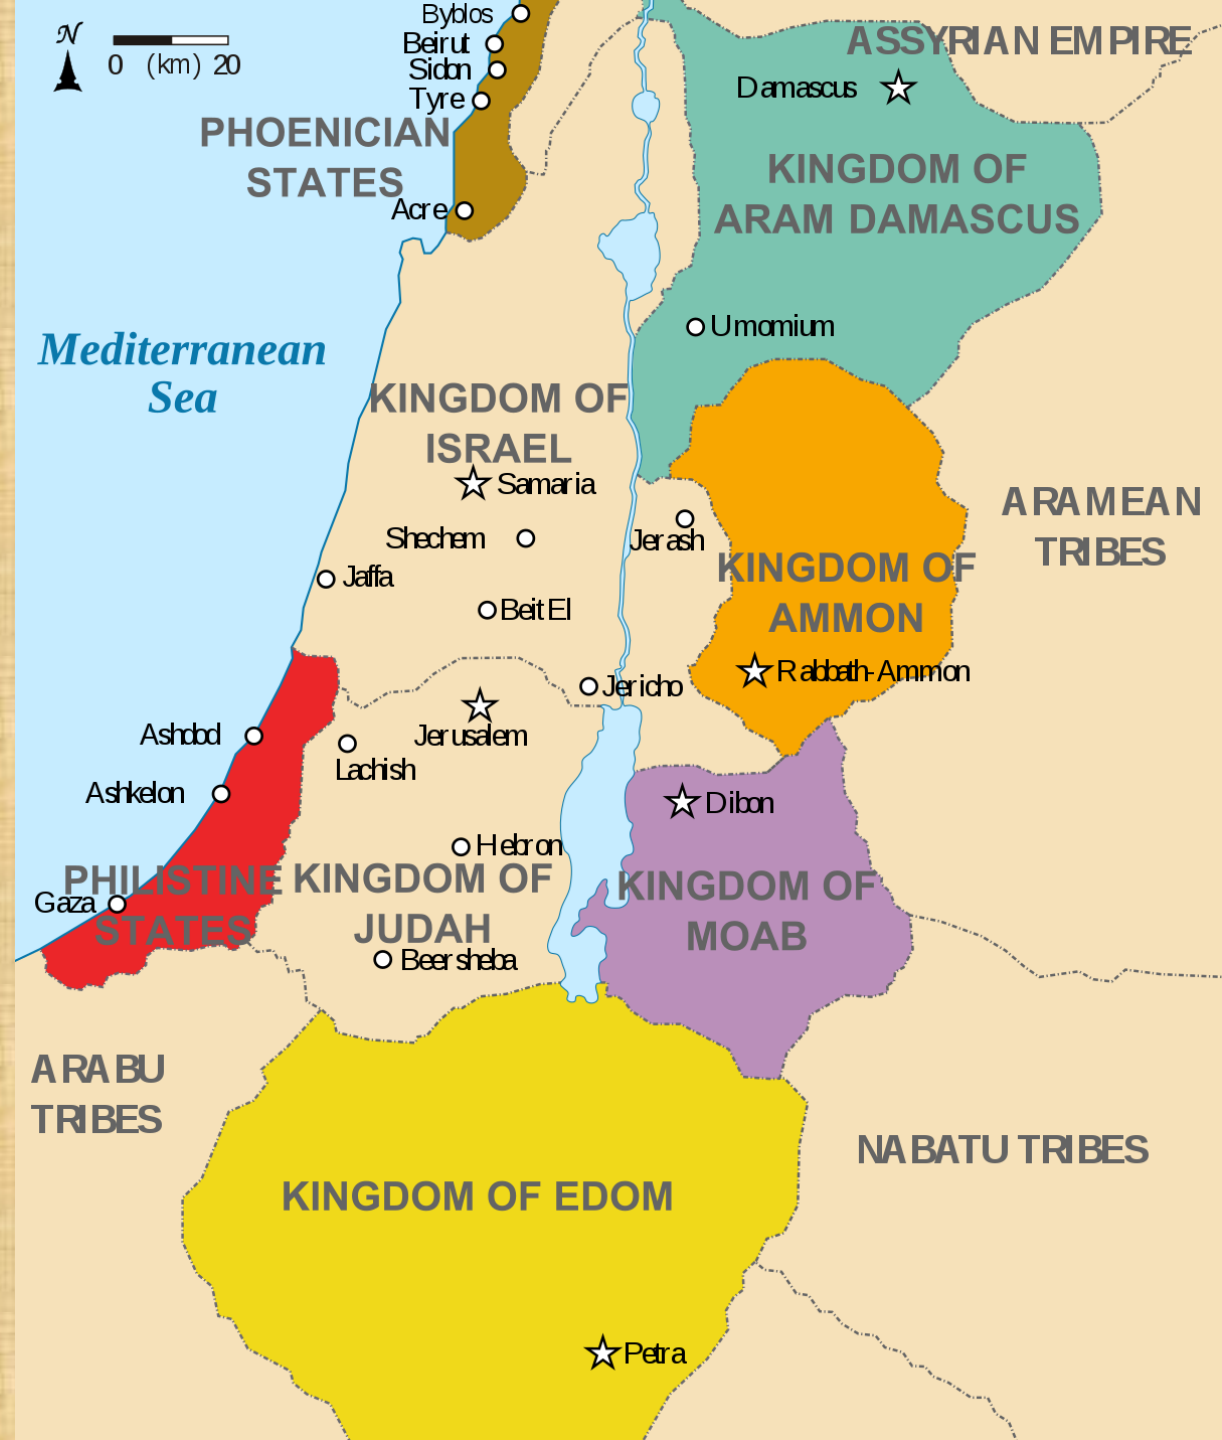 N
0 (km) 20
Byblos
Beirut
Sidon
Tyre
PHOENICIAN
STATES
Acre
ASSYRIAN EMPIRE
Damascus
KINGDOM OF
ARAM DAMASCUS
Umomium
Mediterranean
Sea
KINGDOM OF
ISRAEL
Samaria
Shechem
Jaffa
Beit El
Jerash
KINGDOM OF
AMMON
Rabbath-Ammon
ARAMEAN
TRIBES
Jericho
Jerusalem
Lachish
Ashdod
Ashkelon
Dibon
Hebron
PHILISTINE
STATES
Gaza
KINGDOM OF
JUDAH
Beersheba
KINGDOM OF
MOAB
ARABU
TRIBES
NABATU TRIBES
KINGDOM OF EDOM
Petra